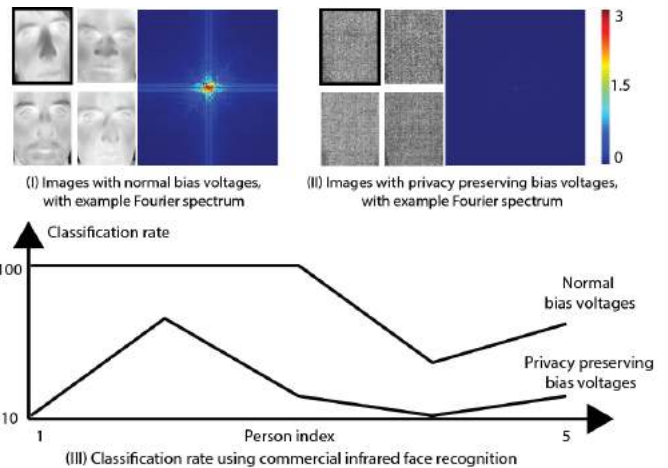 3
1.5
0
(I) Images with normal bias voltages,
with example Fourier spectrum
(II) Images with privacy preserving bias voltages,
with example Fourier spectrum
Classification rate
100
Normal
bias voltages
Privacy preserving
bias voltages
10
1
Person index
5
(III) Classification rate using commercial infrared face recognition